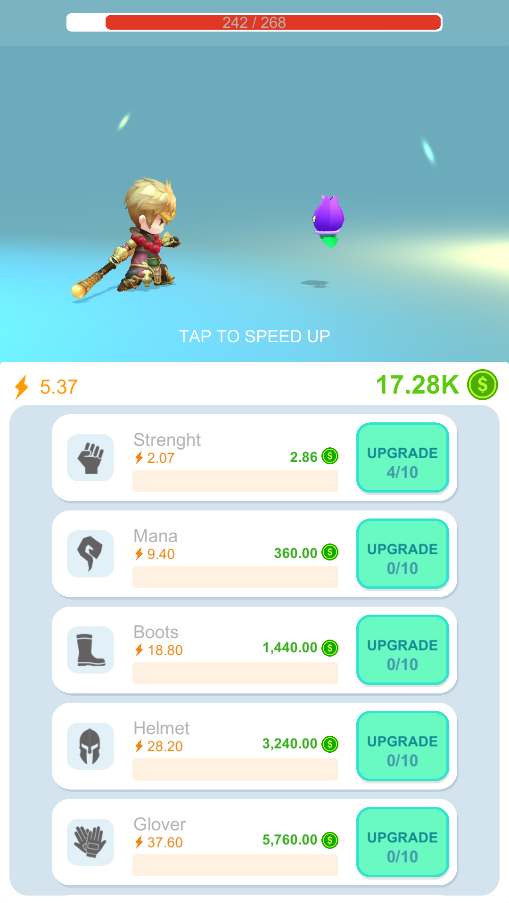 242 / 268
TAP TO SPEED UP
5.37
17.28K $
Strenght
2.07
2.86 $
UPGRADE
4/10
Mana
9.40
360.00 $
UPGRADE
0/10
Boots
18.80
1,440.00 $
UPGRADE
0/10
Helmet
28.20
3,240.00 $
UPGRADE
0/10
Glover
37.60
5,760.00 $
UPGRADE
0/10